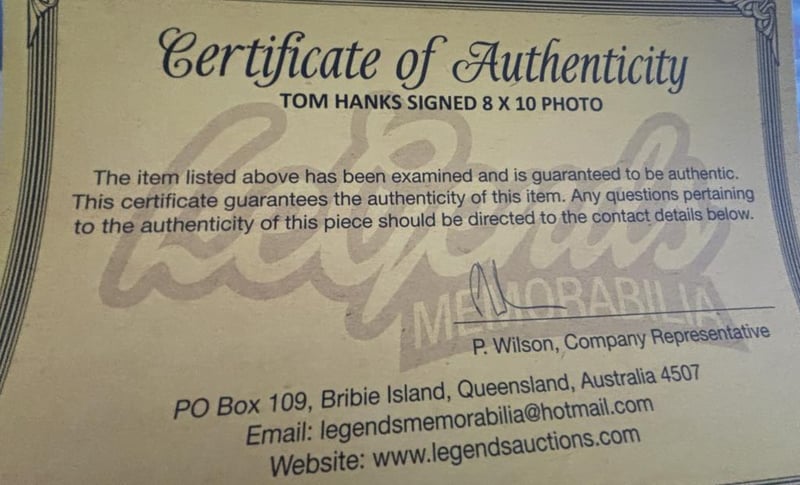 Certificate of Authenticity
TOM HANKS SIGNED 8 X 10 PHOTO
The item listed above has been examined and is guaranteed to be authentic.
This certificate guarantees the authenticity of this item. Any questions pertaining
to the authenticity of this piece should be directed to the contact details below.
Legends
MEMORABILIA
P. Wilson, Company Representative
PO Box 109, Bribie Island, Queensland, Australia 4507
Email: legendsmemorabilia@hotmail.com
Website: www.legendsauctions.com